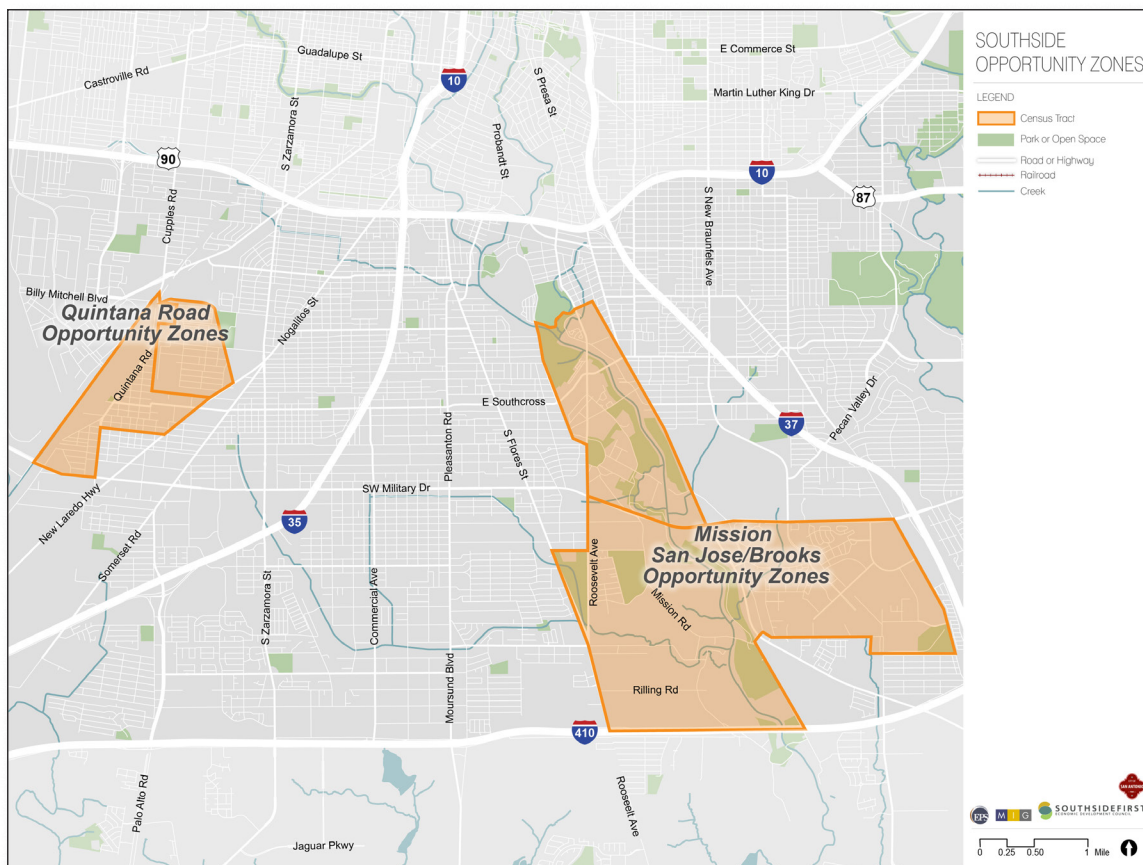 SOUTHSIDE
OPPORTUNITY ZONES
LEGEND
Census Tract
Park or Open Space
Road or Highway
Railroad
Creek
Guadalupe St
E Commerce St
Castroville Rd
10
S Presa St
Martin Luther King Dr
S Zarzamora St
Probandt St
90
10
87
Cupples Rd
S New Braunfels Ave
Billy Mitchell Blvd
Quintana Road
Opportunity Zones
Nogalitos St
Quintana Rd
E Southcross
Pecan Valley Dr
37
Pleasanton Rd
S Flores St
SW Military Dr
New Laredo Hwy
35
Somerset Rd
Mission
San Jose/Brooks
Opportunity Zones
Roosevelt Ave
Mission Rd
S Zarzamora St
Commercial Ave
Moursund Blvd
Rilling Rd
410
Palo Alto Rd
Rooseelt Ave
Jaguar Pkwy
SAN ANTONIO
EPS
M I G
SOUTHSIDEFIRST
ECONOMIC DEVELOPMENT COUNCIL
0 0.25 0.50 1 Mile